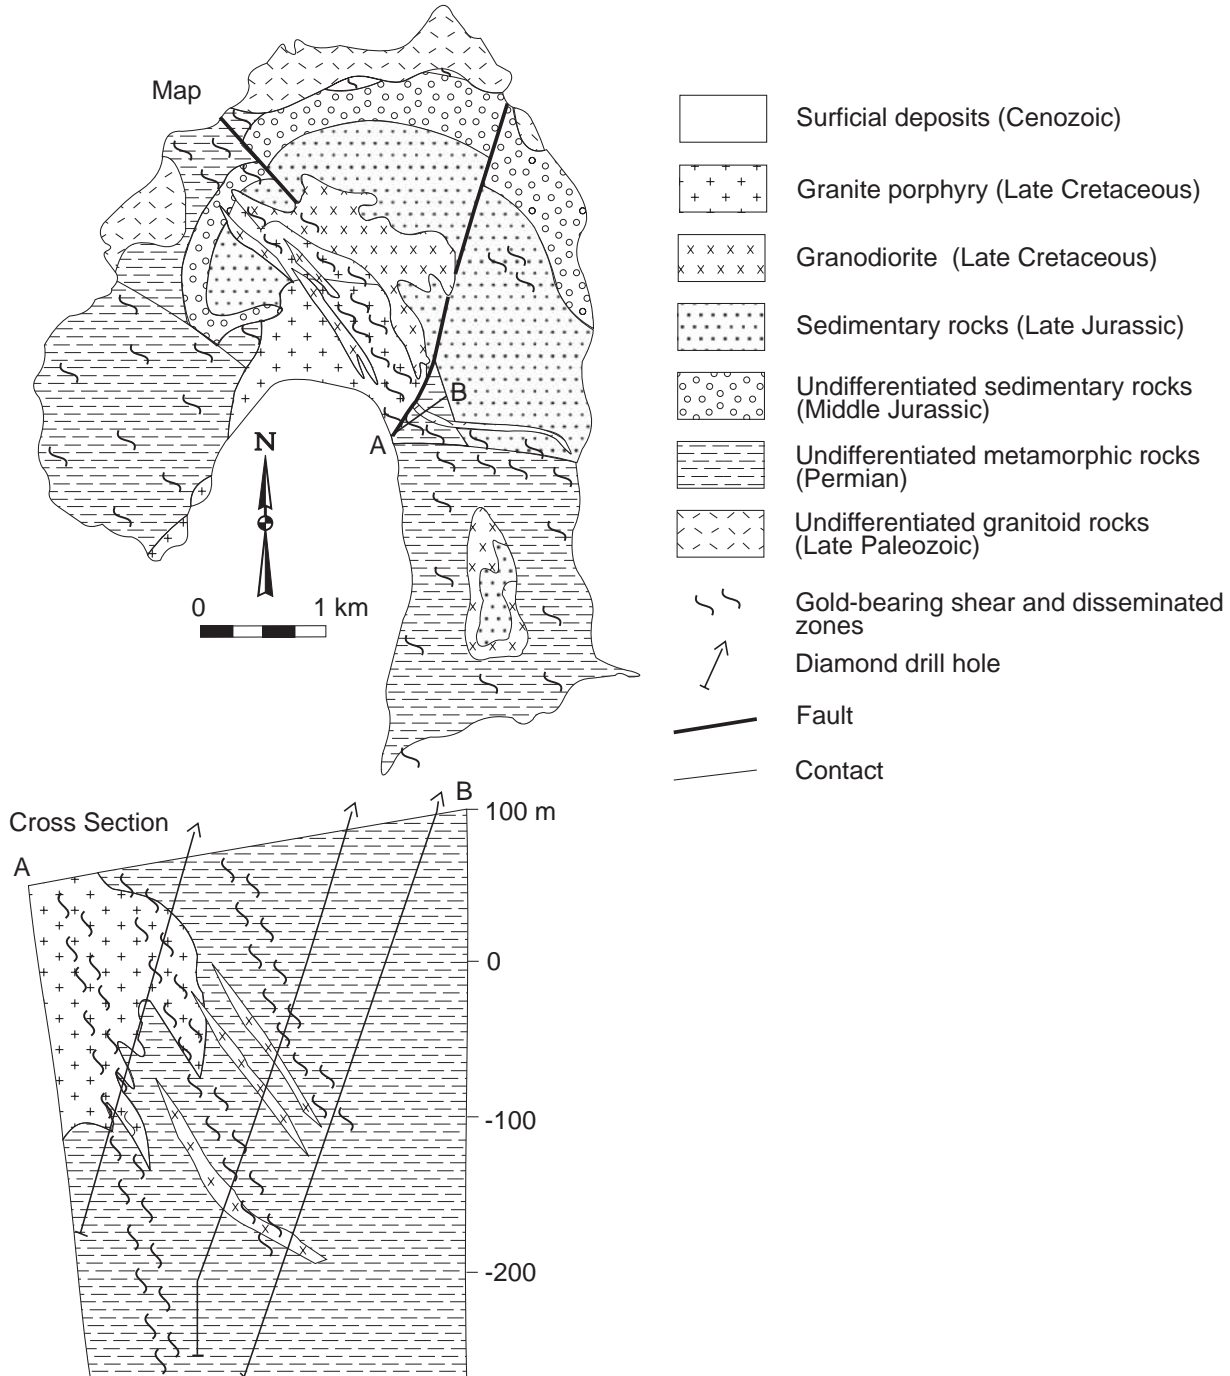 Map
Surficial deposits (Cenozoic)
Granite porphyry (Late Cretaceous)
Granodiorite (Late Cretaceous)
Sedimentary rocks (Late Jurassic)
Undifferentiated sedimentary rocks
(Middle Jurassic)
Undifferentiated metamorphic rocks
(Permian)
Undifferentiated granitoid rocks
(Late Paleozoic)
Gold-bearing shear and disseminated
zones
Diamond drill hole
Fault
Contact
B
A
N
0 1 km
Cross Section
A
B
100 m
0
-100
-200